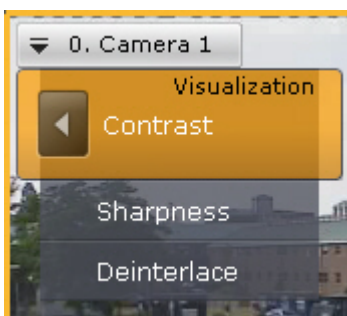 0. Camera 1
Visualization
Contrast
Sharpness
Deinterlace